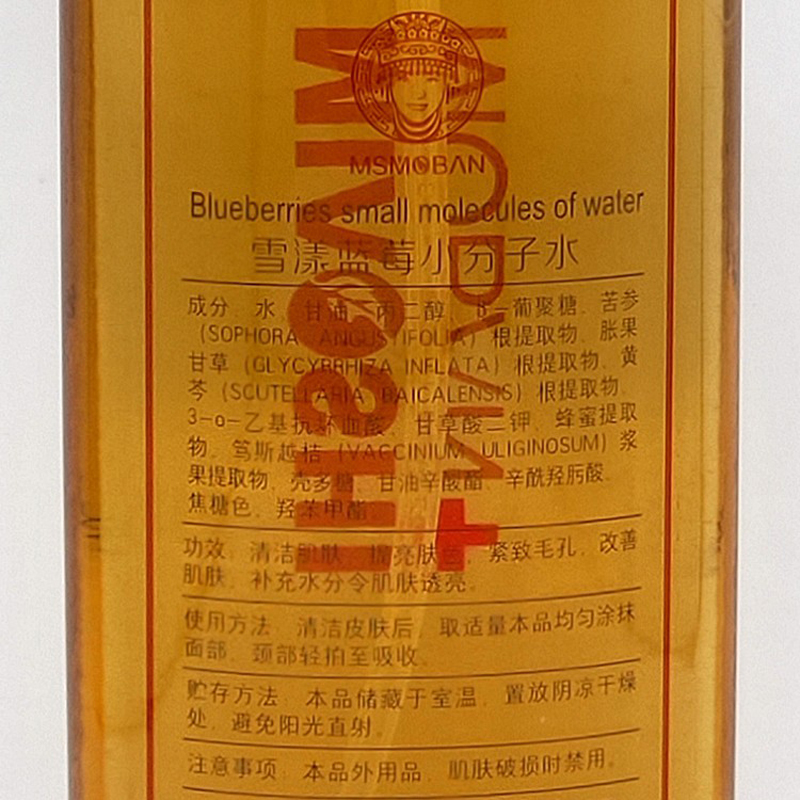 MSMOBAN
Blueberries small molecules of water
雪漾蓝莓小分子水
成分 水、甘油、丙二醇、β-葡聚糖、苦参
(SOPHORA ANGUSTIFOLIA) 根提取物、胀果
甘草 (GLYCYRRHIZA INFLATA) 根提取物、黄
芩 (SCUTELLARIA BAICALENSIS) 根提取物、
3-o-乙基抗坏血酸、甘草酸二钾、蜂蜜提取
物、笃斯越桔 (VACCINIUM ULIGINOSUM) 浆
果提取物、壳多糖、甘油辛酸酯、辛酰羟肟酸、
焦糖色、羟苯甲酯
功效 清洁肌肤、提亮肤色、紧致毛孔、改善
肌肤、补充水分令肌肤透亮。
使用方法 清洁皮肤后，取适量本品均匀涂抹
面部、颈部轻拍至吸收。
贮存方法：本品储藏于室温，置放阴凉干燥
处，避免阳光直射。
注意事项：本品外用品，肌肤破损时禁用。